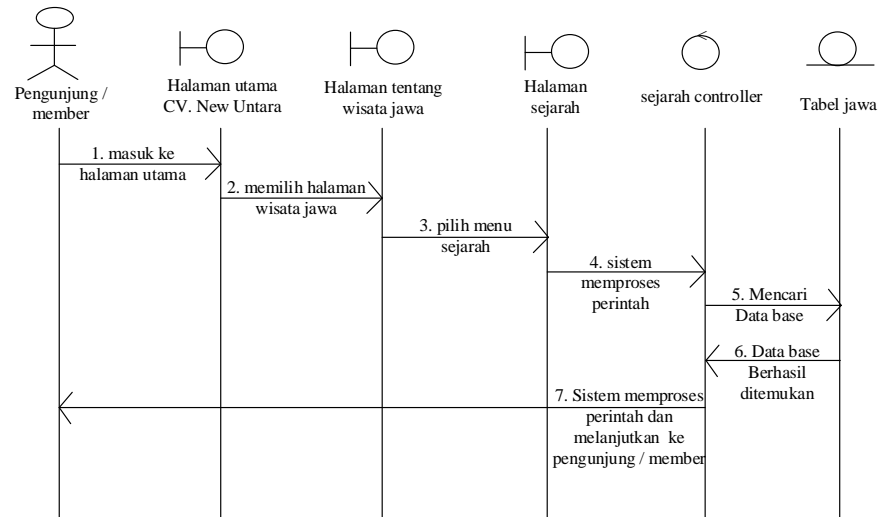 Pengunjung /
member
Halaman utama
CV. New Untara
Halaman tentang
wisata jawa
Halaman
sejarah
sejarah controller
Tabel jawa
1. masuk ke
halaman utama
2. memilih halaman
wisata jawa
3. pilih menu
sejarah
4. sistem
memproses
perintah
5. Mencari
Data base
6. Data base
Berhasil
ditemukan
7. Sistem memproses
perintah dan
melanjutkan ke
pengunjung / member